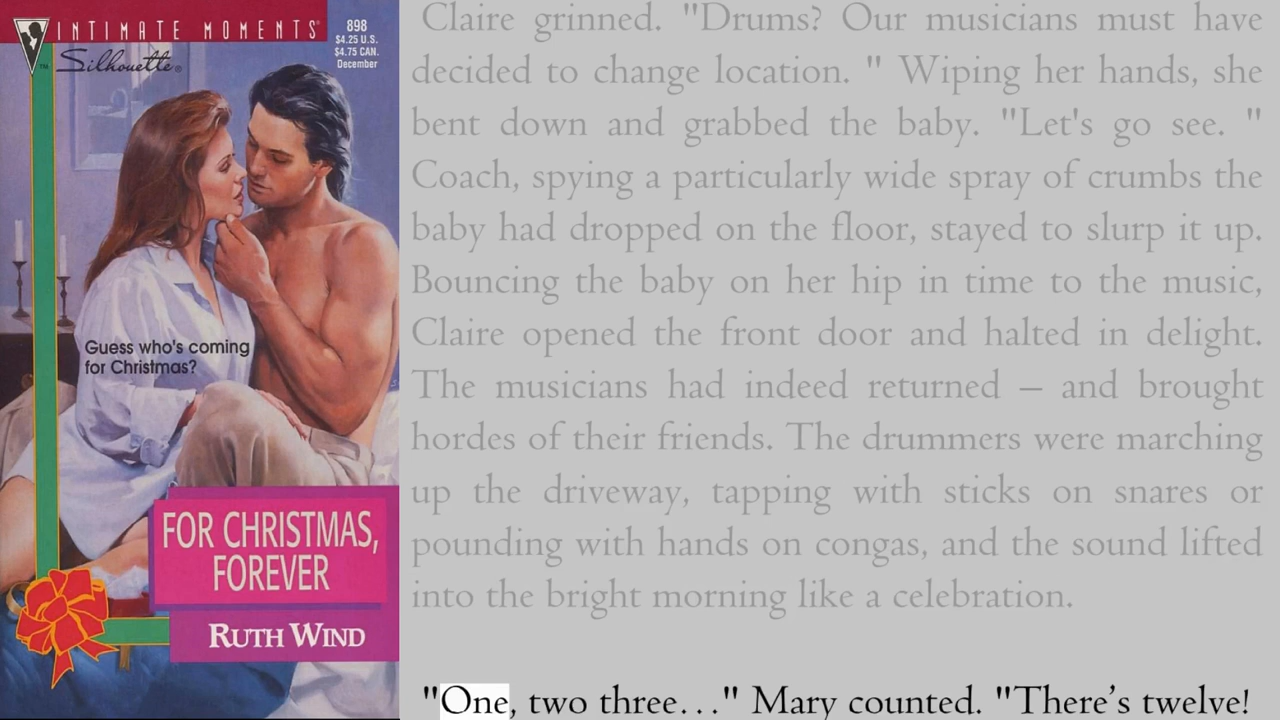 INTIMATE MOMENTS®
Silhouette®
™
898
$4.25 U.S.
$4.75 CAN.
December
Guess who's coming
for Christmas?
FOR CHRISTMAS,
FOREVER
RUTH WIND
Claire grinned. "Drums? Our musicians must have
decided to change location. " Wiping her hands, she
bent down and grabbed the baby. "Let's go see. "
Coach, spying a particularly wide spray of crumbs the
baby had dropped on the floor, stayed to slurp it up.
Bouncing the baby on her hip in time to the music,
Claire opened the front door and halted in delight.
The musicians had indeed returned – and brought
hordes of their friends. The drummers were marching
up the driveway, tapping with sticks on snares or
pounding with hands on congas, and the sound lifted
into the bright morning like a celebration.
"One, two three…" Mary counted. "There’s twelve!